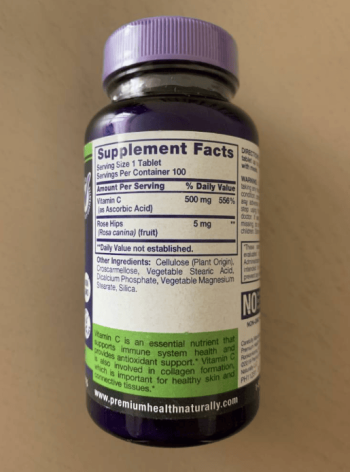 Supplement Facts
Serving Size 1 Tablet
Servings Per Container 100
Amount Per Serving % Daily Value
Vitamin C 500 mg 556%
(as Ascorbic Acid)
Rose Hips 5 mg **
(Rosa canina) (fruit)
**Daily Value not established.
Other Ingredients: Cellulose (Plant Origin),
Croscarmellose, Vegetable Stearic Acid,
Dicalcium Phosphate, Vegetable Magnesium
Stearate, Silica.
Vitamin C is an essential nutrient that
supports immune system health and
provides antioxidant support.* Vitamin C
is also involved in collagen formation,
which is important for healthy skin and
connective tissues.*
www.premiumhealthnaturally.com